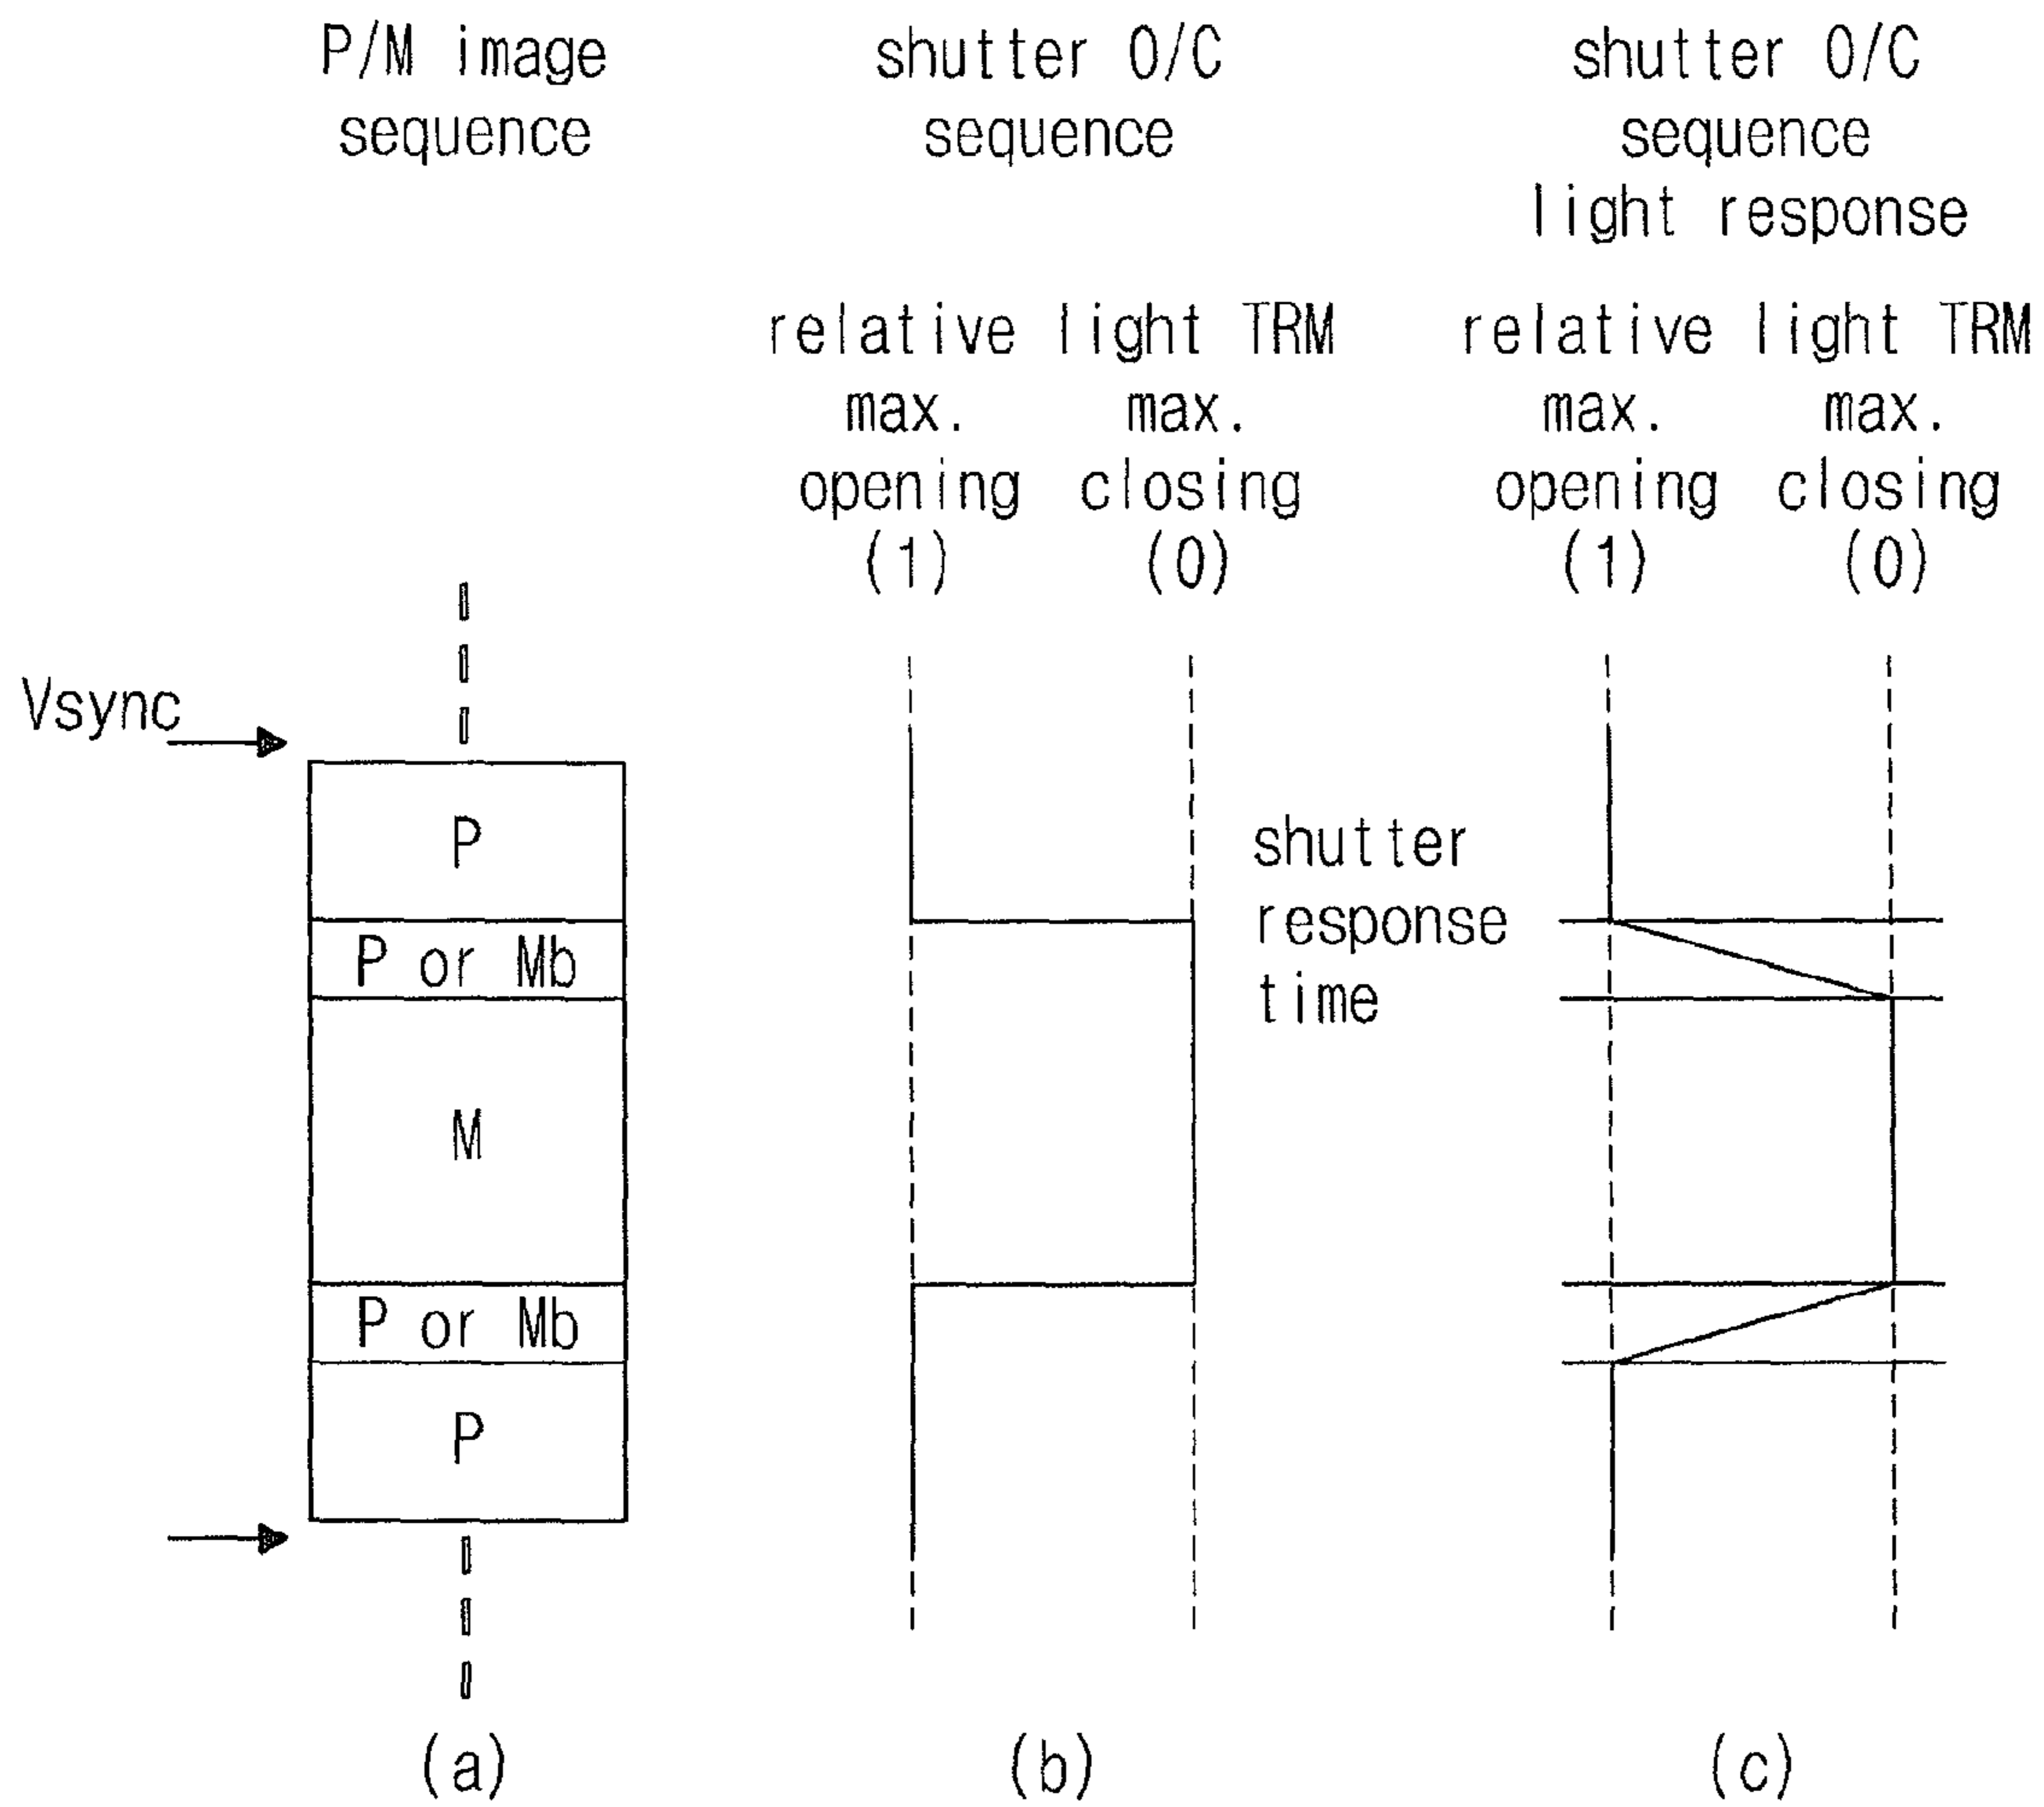 P/M image
sequence
shutter O/C
sequence
shutter O/C
sequence
light response
relative light TRM
max. max.
opening closing
(1) (0)
relative light TRM
max. max.
opening closing
(1) (0)
Vsync
P
P or Mb
M
P or Mb
P
shutter
response
time
(a)
(b)
(c)